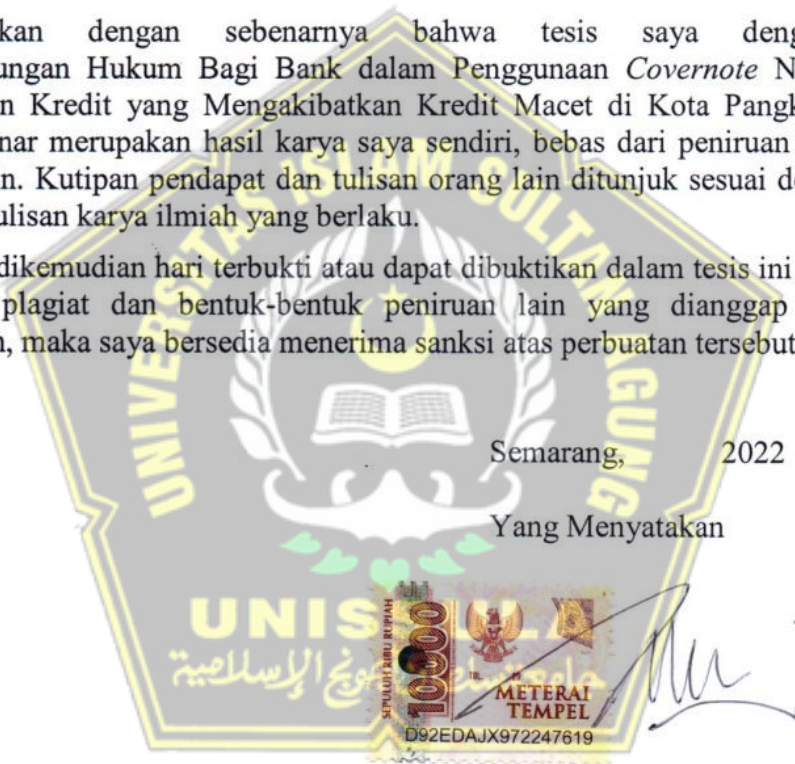 kan dengan sebenarnya bahwa tesis saya deng
ungan Hukum Bagi Bank dalam Penggunaan Covernote N
n Kredit yang Mengakibatkan Kredit Macet di Kota Pangk
nar merupakan hasil karya saya sendiri, bebas dari peniruan
n. Kutipan pendapat dan tulisan orang lain ditunjuk sesuai de
ulisan karya ilmiah yang berlaku.
dikemudian hari terbukti atau dapat dibuktikan dalam tesis ini
plagiat dan bentuk-bentuk peniruan lain yang dianggap
n, maka saya bersedia menerima sanksi atas perbuatan tersebut
Semarang, 2022
Yang Menyatakan
UNIVERSITAS ISLAM SULTAN AGUNG
SEPULUH RIBU RUPIAH
10000
METERAI
TEMPEL
D92EDAJX972247619